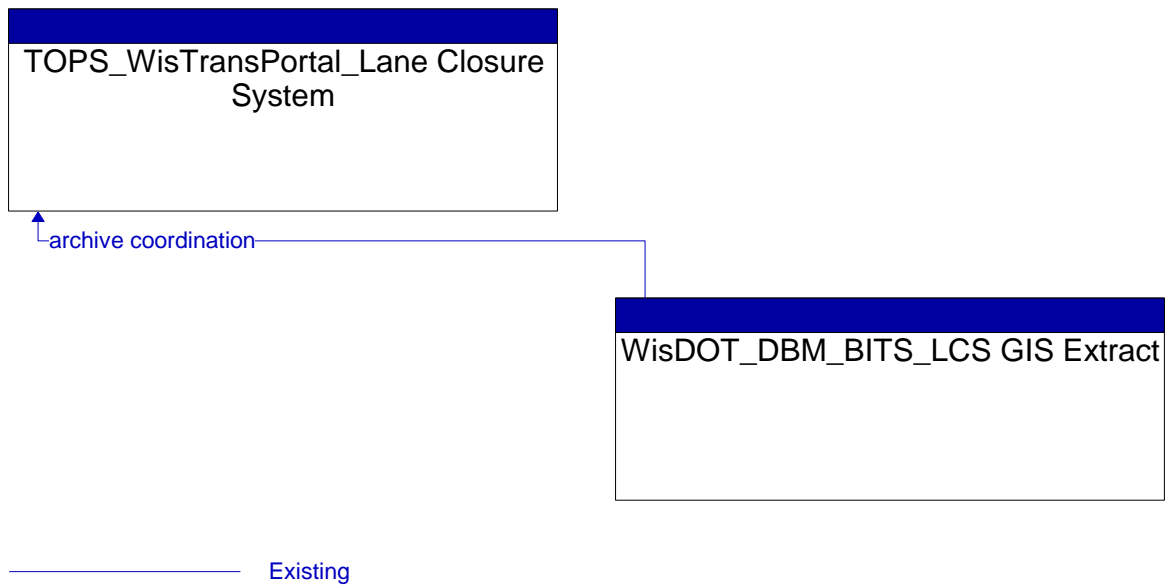 TOPS_WisTransPortal_Lane Closure
System
archive coordination
WisDOT_DBM_BITS_LCS GIS Extract
Existing